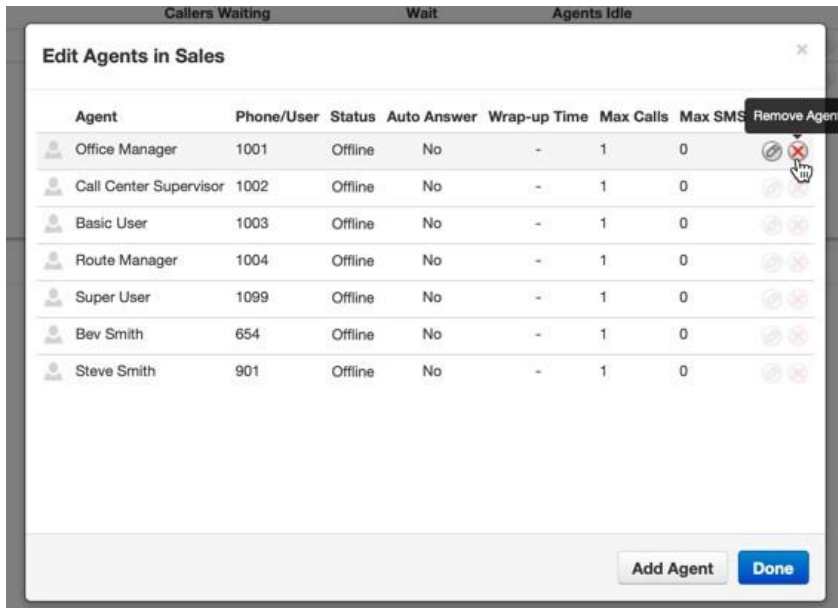 Callers Waiting Wait Agents Idle
Edit Agents in Sales ×
Agent Phone/User Status Auto Answer Wrap-up Time Max Calls Max SMS Remove Agent
Office Manager 1001 Offline No - 1 0
Call Center Supervisor 1002 Offline No - 1 0
Basic User 1003 Offline No - 1 0
Route Manager 1004 Offline No - 1 0
Super User 1099 Offline No - 1 0
Bev Smith 654 Offline No - 1 0
Steve Smith 901 Offline No - 1 0
Add Agent Done